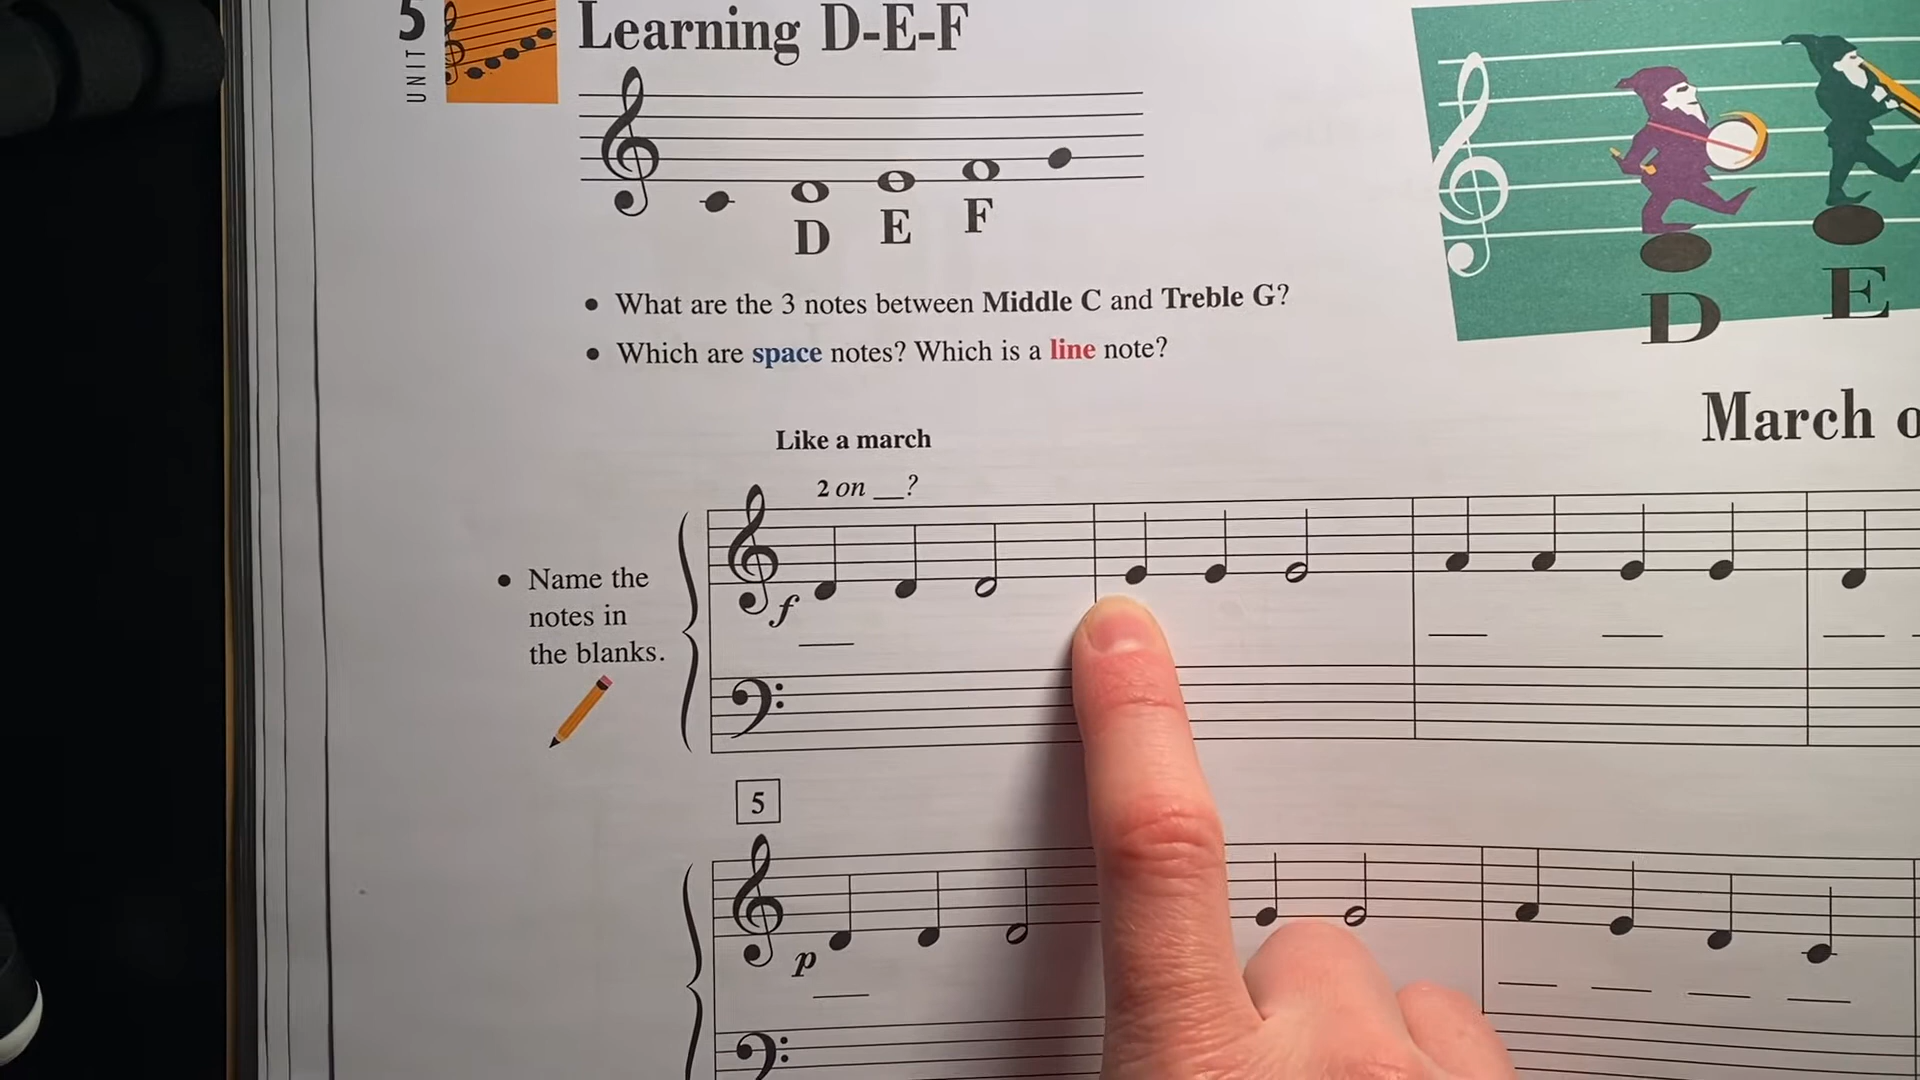 UNIT 5
Learning D-E-F
D E F
• What are the 3 notes between Middle C and Treble G?
• Which are space notes? Which is a line note?
D E
March o
Like a march
2 on __?
• Name the
notes in
the blanks.
f
5
p